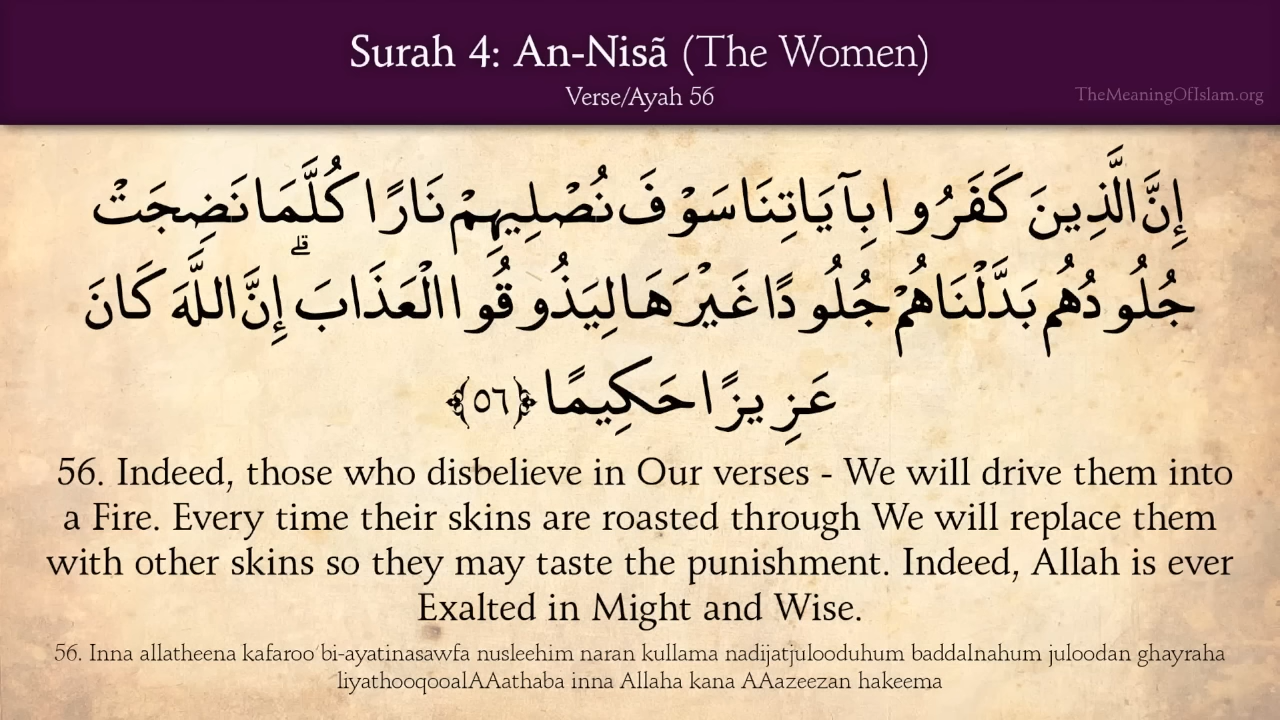 Surah 4: An-Nisã (The Women)
Verse/Ayah 56
TheMeaningOfIslam.org
إِنَّ الَّذِينَ كَفَرُوا بِآيَاتِنَا سَوْفَ نُصْلِيهِمْ نَارًا كُلَّمَا نَضِجَتْ
جُلُودُهُم بَدَّلْنَاهُمْ جُلُودًا غَيْرَهَا لِيَذُوقُوا الْعَذَابَ ۗ إِنَّ اللَّهَ كَانَ
عَزِيزًا حَكِيمًا ﴿٥٦﴾
56. Indeed, those who disbelieve in Our verses - We will drive them into
a Fire. Every time their skins are roasted through We will replace them
with other skins so they may taste the punishment. Indeed, Allah is ever
Exalted in Might and Wise.
56. Inna allatheena kafaroo bi-ayatinasawfa nusleehim naran kullama nadijatjulooduhum baddalnahum juloodan ghayraha
liyathooqooalAAathaba inna Allaha kana AAazeezan hakeema